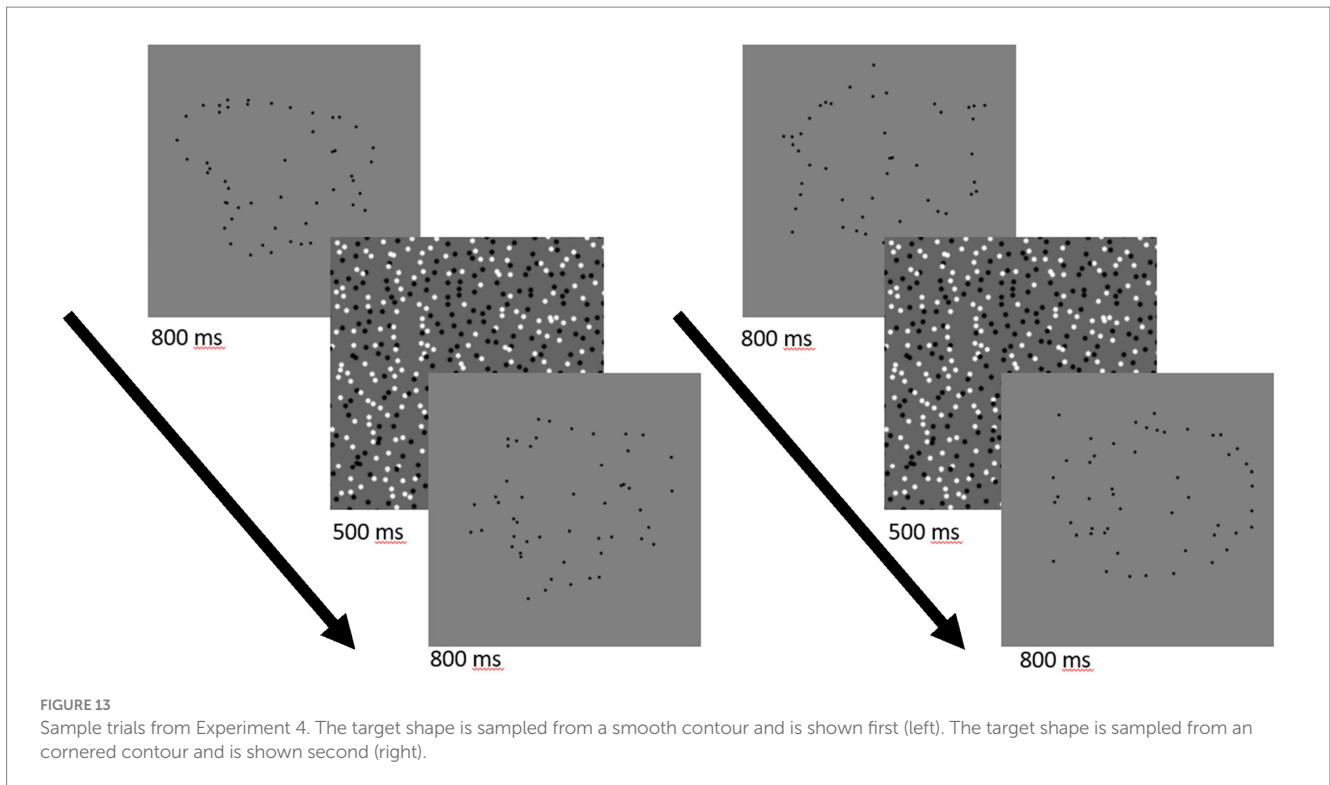 800 ms
500 ms
800 ms
800 ms
500 ms
800 ms
FIGURE 13
Sample trials from Experiment 4. The target shape is sampled from a smooth contour and is shown first (left). The target shape is sampled from an
cornered contour and is shown second (right).